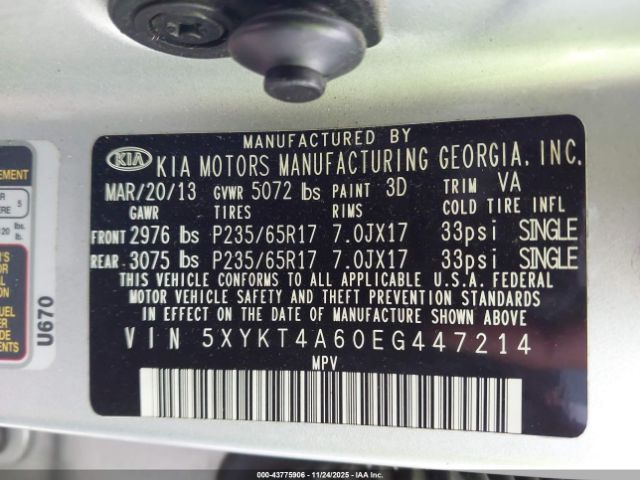 MANUFACTURED BY
KIA KIA MOTORS MANUFACTURING GEORGIA, INC.
MAR/20/13 GVWR 5072 lbs PAINT 3D TRIM VA
GAWR TIRES RIMS COLD TIRE INFL
FRONT 2976 lbs P235/65R17 7.0JX17 33psi SINGLE
REAR 3075 lbs P235/65R17 7.0JX17 33psi SINGLE
THIS VEHICLE CONFORMS TO ALL APPLICABLE U.S.A. FEDERAL
MOTOR VEHICLE SAFETY AND THEFT PREVENTION STANDARDS
IN EFFECT ON THE DATE OF MANUFACTURE SHOWN ABOVE.
VIN 5XYKT4A60EG447214
MPV
U670
000-43775906 - 11/24/2025 - IAAI.COM